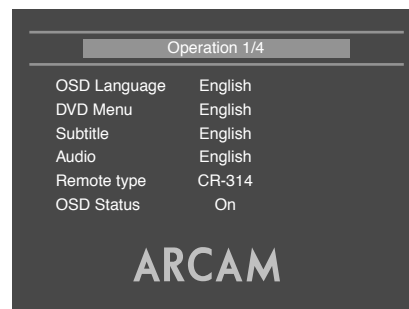 Operation 1/4
OSD Language English
DVD Menu English
Subtitle English
Audio English
Remote type CR-314
OSD Status On
ARCAM